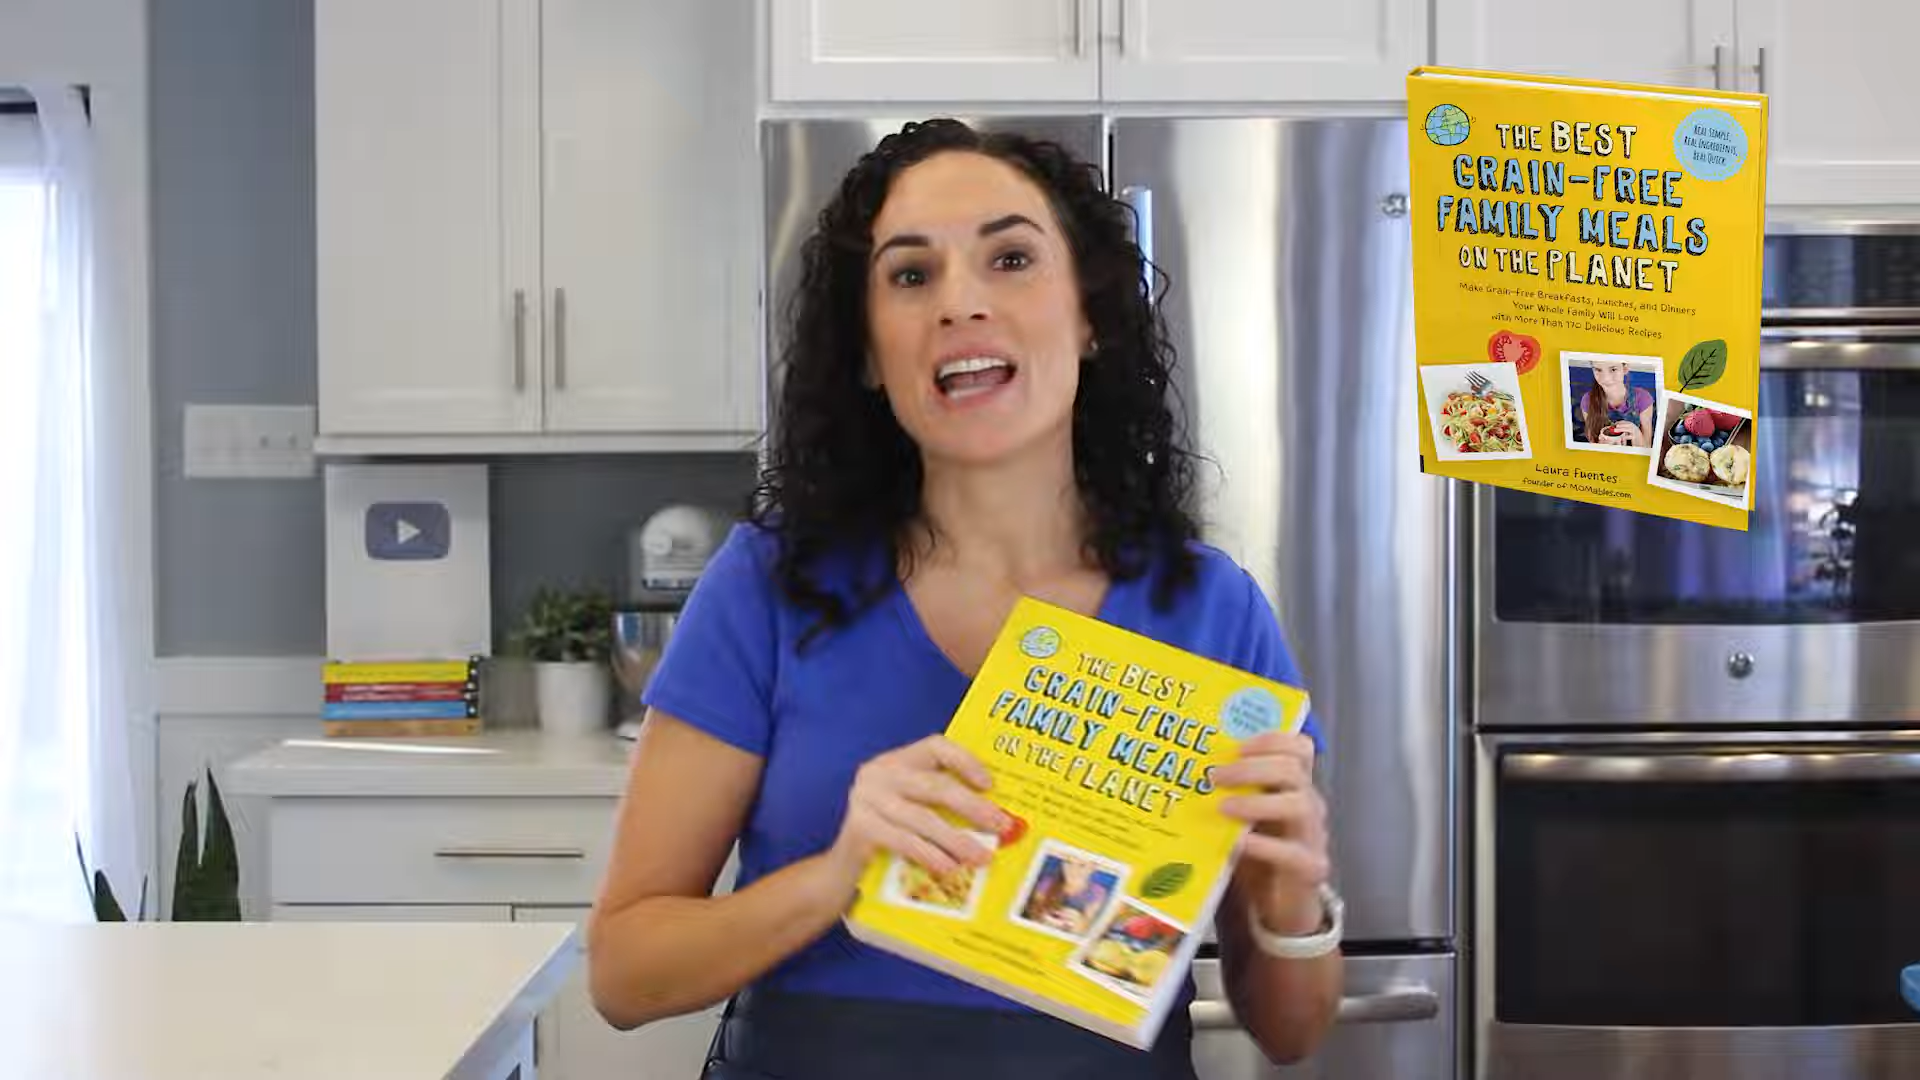 THE BEST
GRAIN-FREE
FAMILY MEALS
ON THE PLANET
REAL SIMPLE,
REAL INGREDIENTS,
REAL QUICK
Make Grain-Free Breakfasts, Lunches, and Dinners
Your Whole Family Will Love
with More Than 170 Delicious Recipes
Laura Fuentes
founder of MOMables.com
THE BEST
GRAIN-FREE
FAMILY MEALS
ON THE PLANET